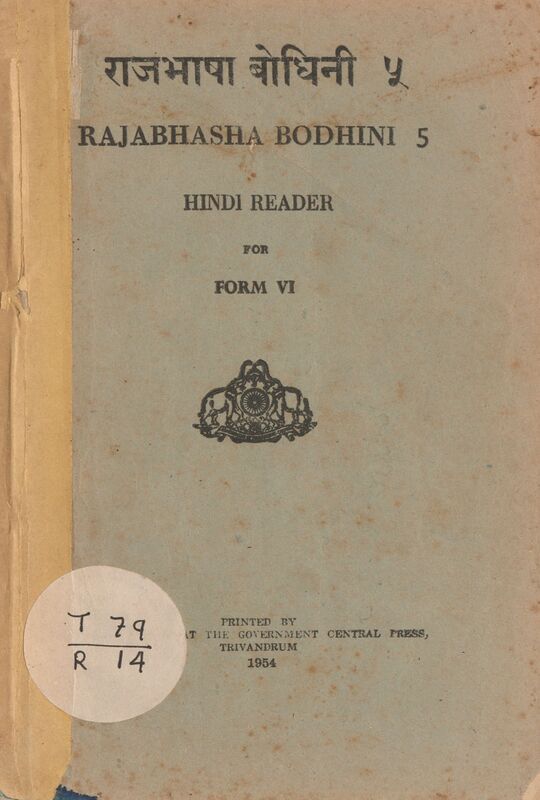 राजभाषा बोधिनी ५
RAJABHASHA BODHINI 5
HINDI READER
FOR
FORM VI
PRINTED BY
AT THE GOVERNMENT CENTRAL PRESS,
TRIVANDRUM
1954
T 79
R 14